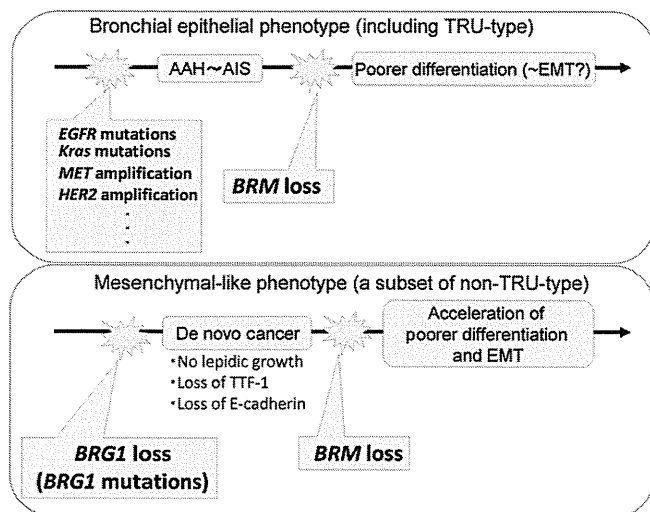 Bronchial epithelial phenotype (including TRU-type)
AAH～AIS
Poorer differentiation (~EMT?)
EGFR mutations
Kras mutations
MET amplification
HER2 amplification
・
・
・
BRM loss
Mesenchymal-like phenotype (a subset of non-TRU-type)
De novo cancer
・No lepidic growth
・Loss of TTF-1
・Loss of E-cadherin
Acceleration of
poorer differentiation
and EMT
BRG1 loss
(BRG1 mutations)
BRM loss